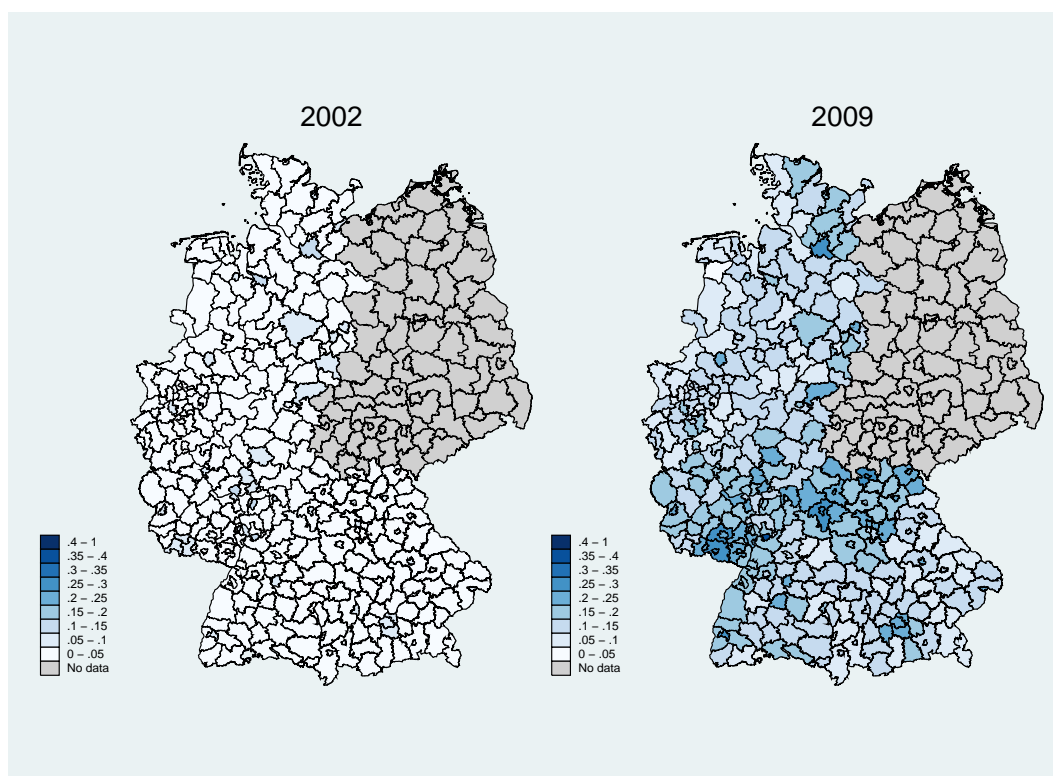 2002
2009
.4 – 1
.35 – .4
.3 – .35
.25 – .3
.2 – .25
.15 – .2
.1 – .15
.05 – .1
0 – .05
No data
.4 – 1
.35 – .4
.3 – .35
.25 – .3
.2 – .25
.15 – .2
.1 – .15
.05 – .1
0 – .05
No data